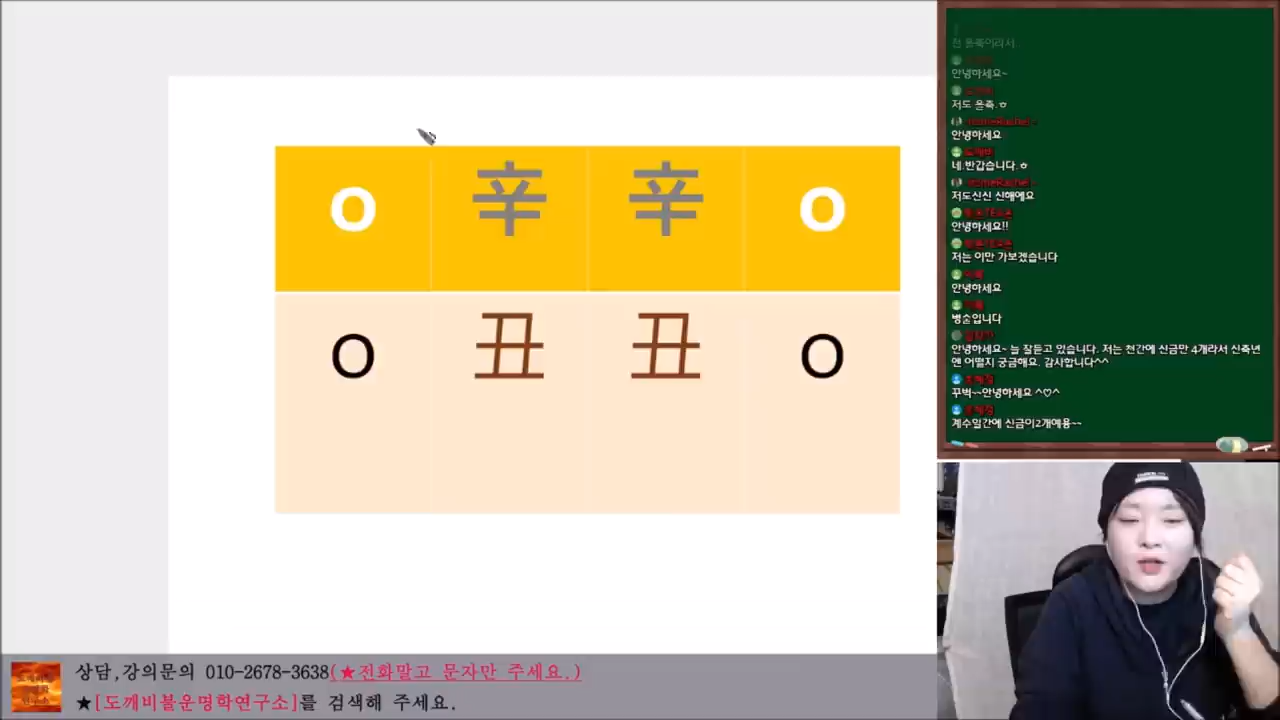 o 辛 辛 o
o 丑 丑 o
안녕하세요~
저도 을축.ㅎ
안녕하세요
네.반갑습니다.ㅎ
저도신신 신해에요
안녕하세요!!
저는 이만 가보겠습니다
안녕하세요
병술입니다
안녕하세요~ 늘 잘듣고 있습니다. 저는 천간에 신금만 4개라서 신축년
엔 어떨지 궁금해요. 감사합니다^^
꾸벅~~안녕하세요 ^♡^
계수일간에 신금이2개예용~~
상담,강의문의 010-2678-3638(★전화말고 문자만 주세요.)
★[도깨비불운명학연구소]를 검색해 주세요.